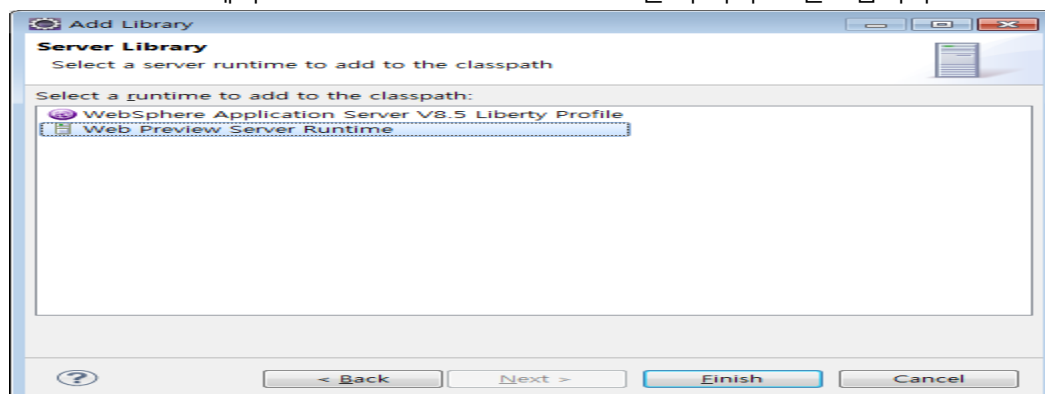 Add Library
Server Library
Select a server runtime to add to the classpath
Select a runtime to add to the classpath:
WebSphere Application Server V8.5 Liberty Profile
Web Preview Server Runtime
?
< Back
Next >
Finish
Cancel